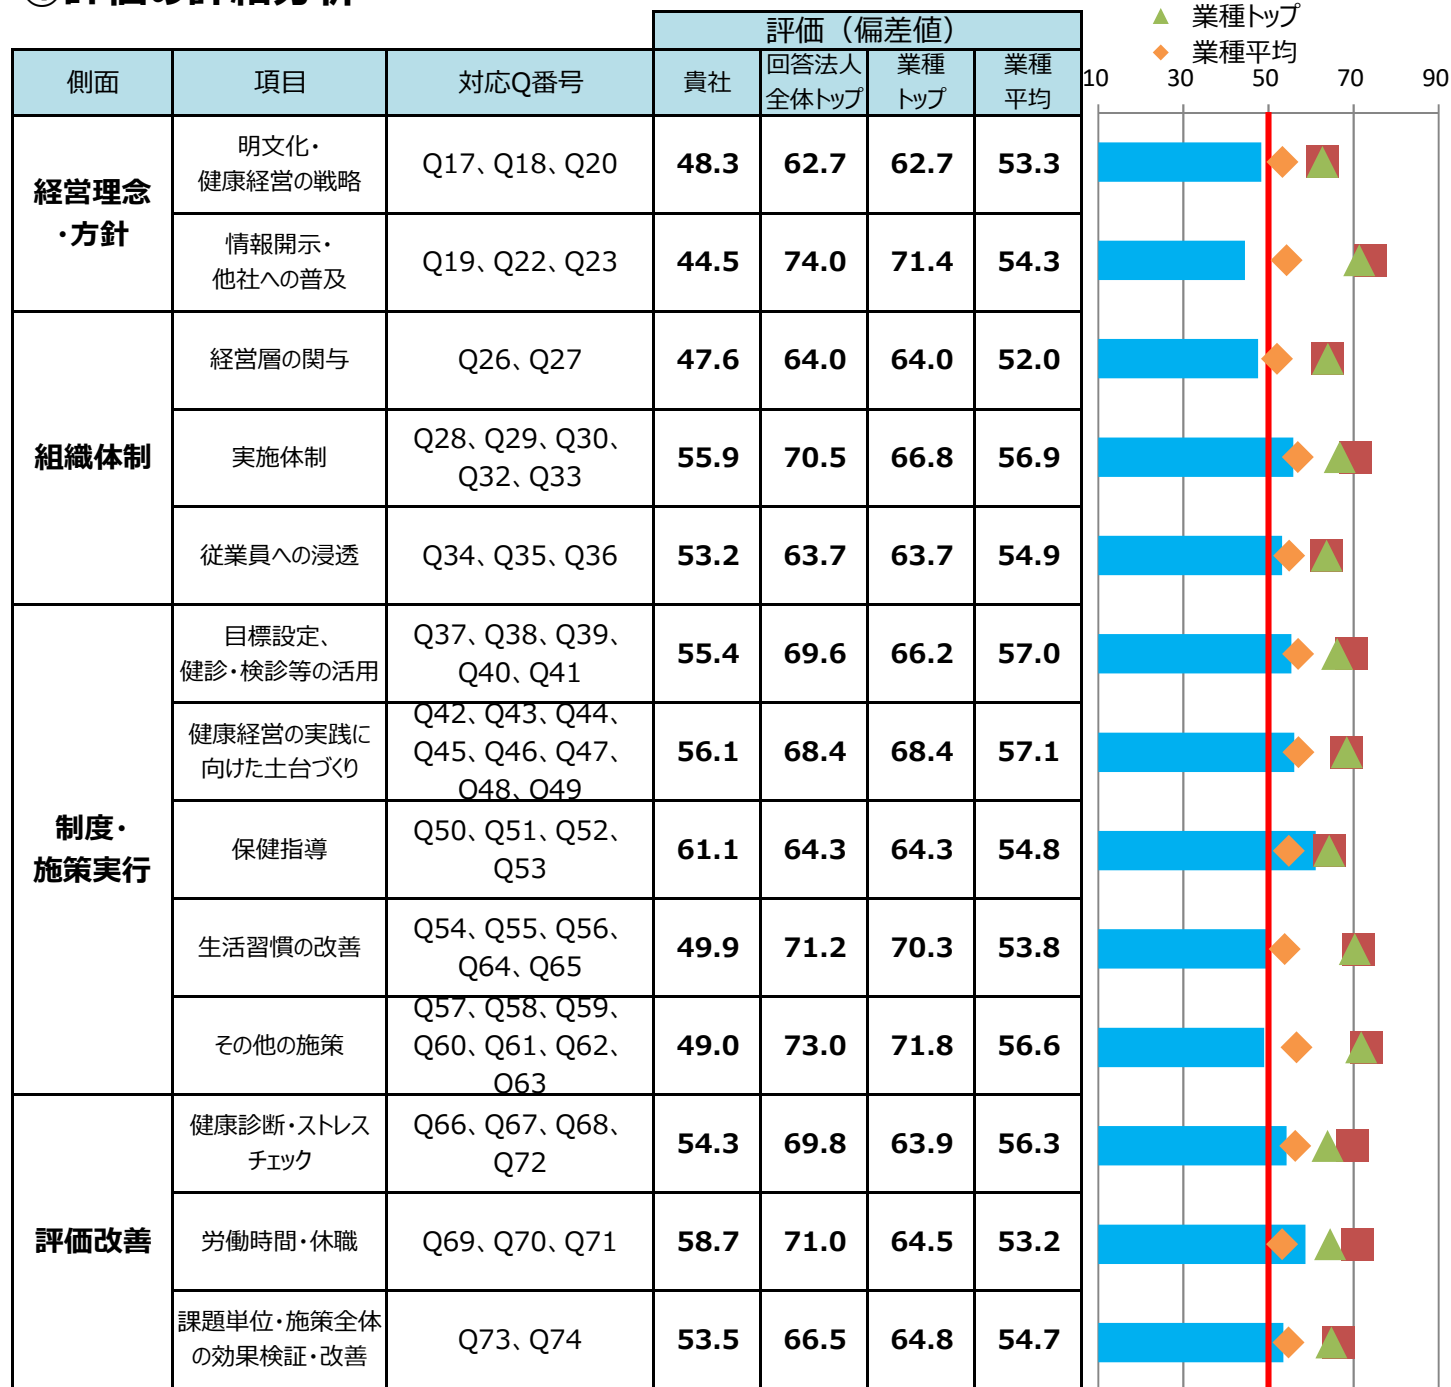 ③評価の詳細分析
▲ 業種トップ
◆ 業種平均
評価（偏差値）
側面 項目 対応Q番号 貴社 回答法人全体トップ 業種トップ 業種平均
10 30 50 70 90
経営理念・方針
明文化・健康経営の戦略 Q17、Q18、Q20 48.3 62.7 62.7 53.3
情報開示・他社への普及 Q19、Q22、Q23 44.5 74.0 71.4 54.3
組織体制
経営層の関与 Q26、Q27 47.6 64.0 64.0 52.0
実施体制 Q28、Q29、Q30、Q32、Q33 55.9 70.5 66.8 56.9
従業員への浸透 Q34、Q35、Q36 53.2 63.7 63.7 54.9
制度・施策実行
目標設定、健診・検診等の活用 Q37、Q38、Q39、Q40、Q41 55.4 69.6 66.2 57.0
健康経営の実践に向けた土台づくり Q42、Q43、Q44、Q45、Q46、Q47、Q48、Q49 56.1 68.4 68.4 57.1
保健指導 Q50、Q51、Q52、Q53 61.1 64.3 64.3 54.8
生活習慣の改善 Q54、Q55、Q56、Q64、Q65 49.9 71.2 70.3 53.8
その他の施策 Q57、Q58、Q59、Q60、Q61、Q62、Q63 49.0 73.0 71.8 56.6
評価改善
健康診断・ストレスチェック Q66、Q67、Q68、Q72 54.3 69.8 63.9 56.3
労働時間・休職 Q69、Q70、Q71 58.7 71.0 64.5 53.2
課題単位・施策全体の効果検証・改善 Q73、Q74 53.5 66.5 64.8 54.7